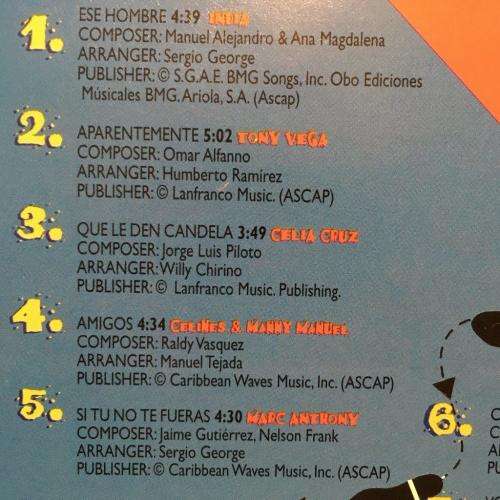 1. ESE HOMBRE 4:39 INDIA
COMPOSER: Manuel Alejandro & Ana Magdalena
ARRANGER: Sergio George
PUBLISHER: © S.G.A.E. BMG Songs, Inc. Obo Ediciones
Músicales BMG. Ariola, S.A. (Ascap)
2. APARENTEMENTE 5:02 TONY VEGA
COMPOSER: Omar Alfanno
ARRANGER: Humberto Ramírez
PUBLISHER: © Lanfranco Music. (ASCAP)
3. QUE LE DEN CANDELA 3:49 CELIA CRUZ
COMPOSER: Jorge Luis Piloto
ARRANGER: Willy Chirino
PUBLISHER: © Lanfranco Music. Publishing.
4. AMIGOS 4:34 CELINES & MANNY MANUEL
COMPOSER: Raldy Vasquez
ARRANGER: Manuel Tejada
PUBLISHER: © Caribbean Waves Music, Inc. (ASCAP)
5. SI TU NO TE FUERAS 4:30 MARC ANTHONY
COMPOSER: Jaime Gutiérrez, Nelson Frank
ARRANGER: Sergio George
PUBLISHER: © Caribbean Waves Music, Inc. (ASCAP)
6.